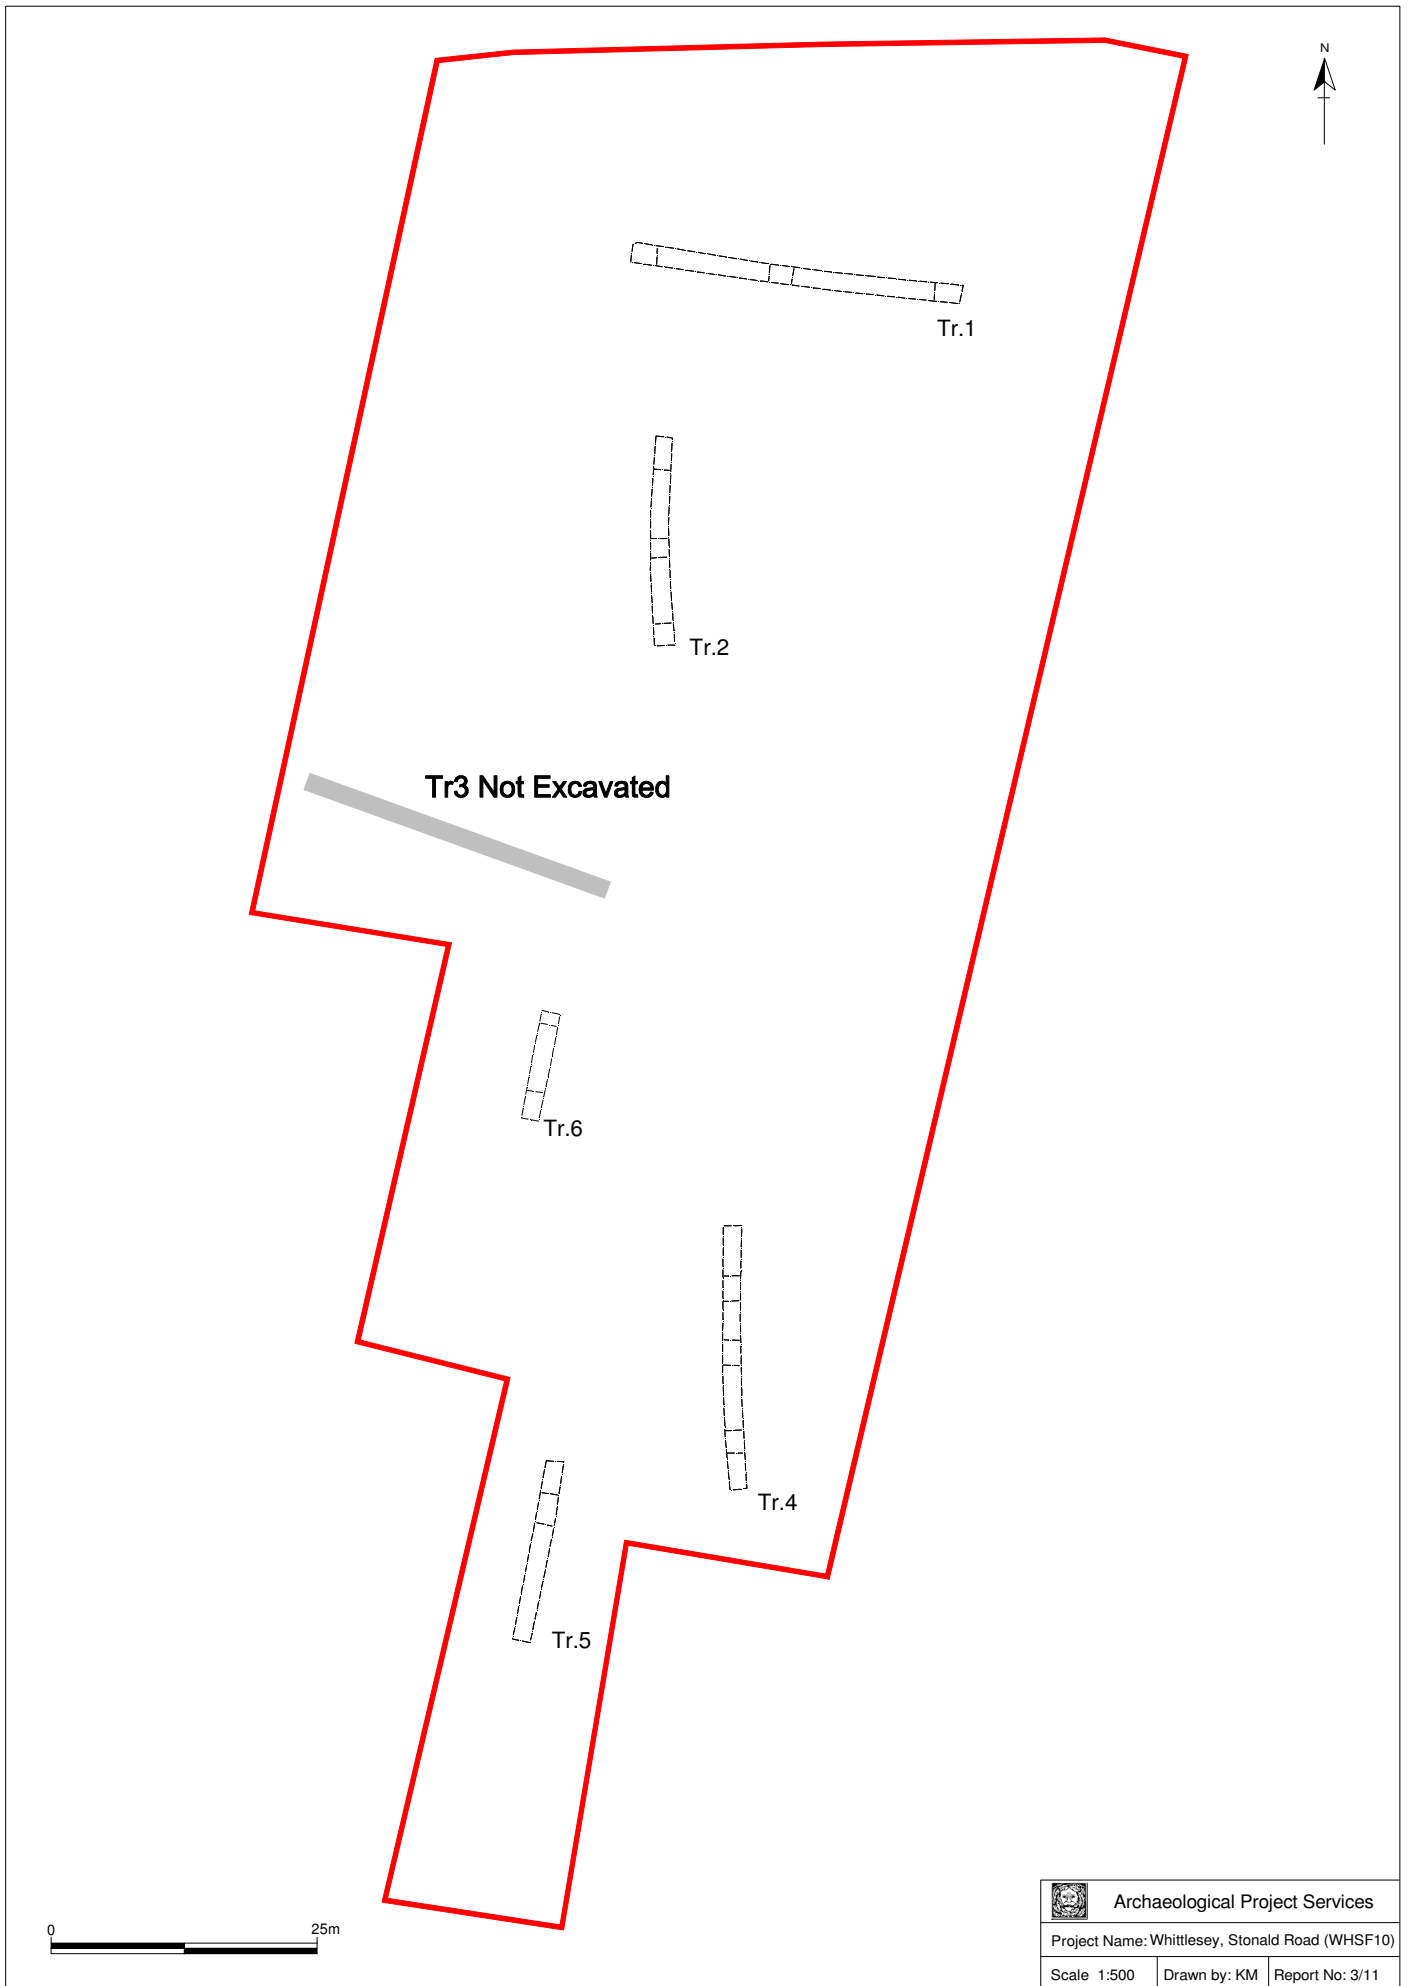 N
Tr.1
Tr.2
Tr3 Not Excavated
Tr.6
Tr.4
Tr.5
0 25m
Archaeological Project Services
Project Name: Whittlesey, Stonald Road (WHSF10)
Scale 1:500 Drawn by: KM Report No: 3/11